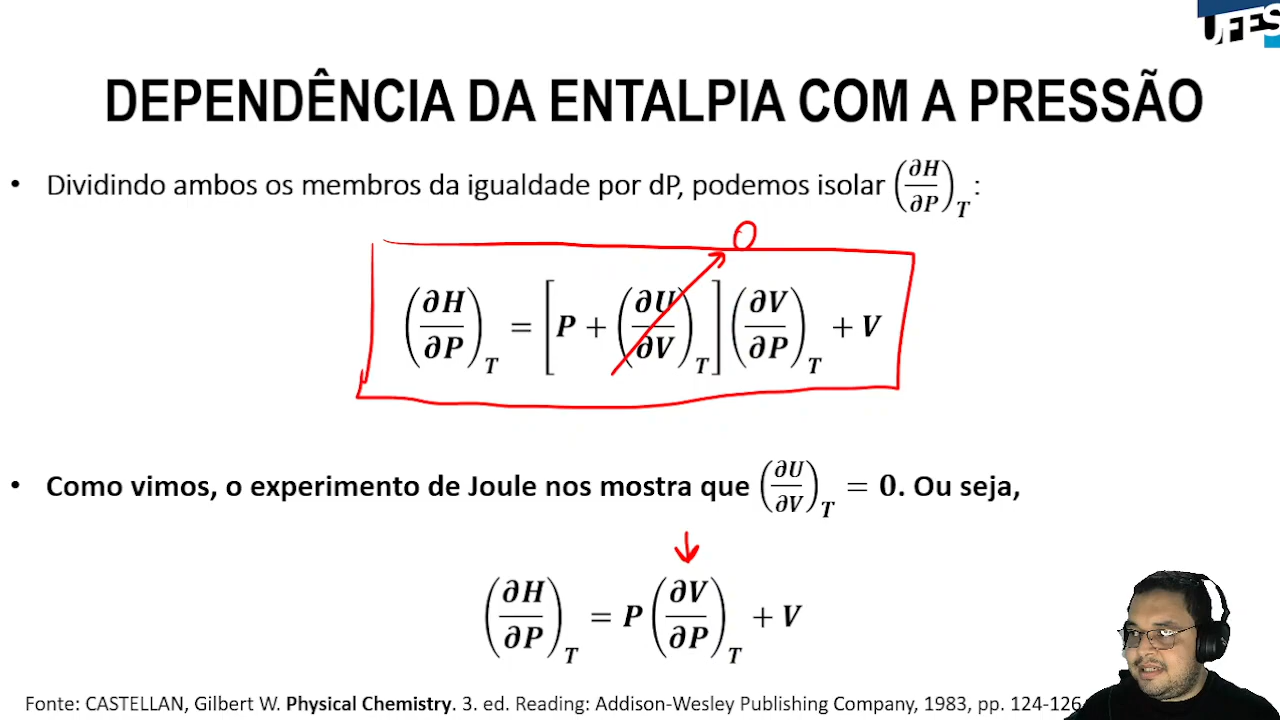 UFES
DEPENDÊNCIA DA ENTALPIA COM A PRESSÃO
• Dividindo ambos os membros da igualdade por dP, podemos isolar (∂H/∂P)_T:
0
(∂H/∂P)_T = [P + (∂U/∂V)_T] (∂V/∂P)_T + V
• Como vimos, o experimento de Joule nos mostra que (∂U/∂V)_T = 0. Ou seja,
(∂H/∂P)_T = P (∂V/∂P)_T + V
Fonte: CASTELLAN, Gilbert W. Physical Chemistry. 3. ed. Reading: Addison-Wesley Publishing Company, 1983, pp. 124-126